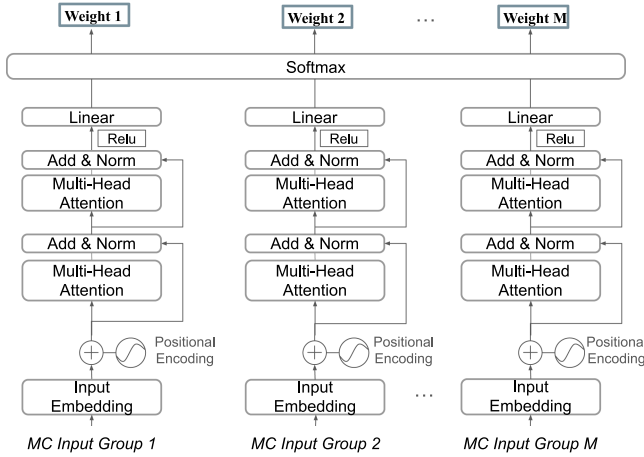 Weight 1 Weight 2 ... Weight M
Softmax
Linear Linear Linear
Relu Relu Relu
Add & Norm Add & Norm Add & Norm
Multi-Head Multi-Head Multi-Head
Attention Attention Attention
Add & Norm Add & Norm Add & Norm
Multi-Head Multi-Head Multi-Head
Attention Attention Attention
Positional Positional Positional
Encoding Encoding Encoding
Input Input Input
Embedding Embedding ... Embedding
MC Input Group 1 MC Input Group 2 MC Input Group M